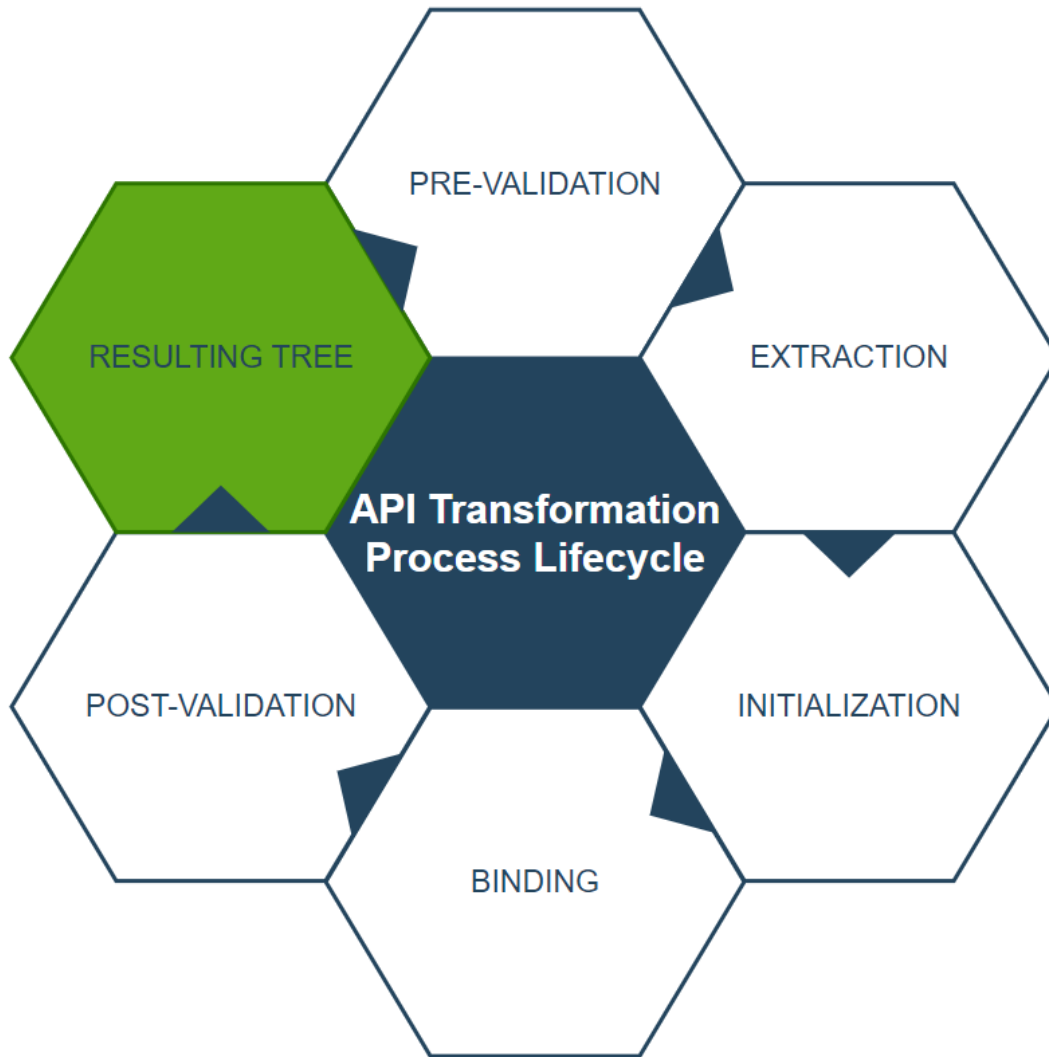 PRE-VALIDATION
RESULTING TREE
EXTRACTION
API Transformation
Process Lifecycle
POST-VALIDATION
INITIALIZATION
BINDING